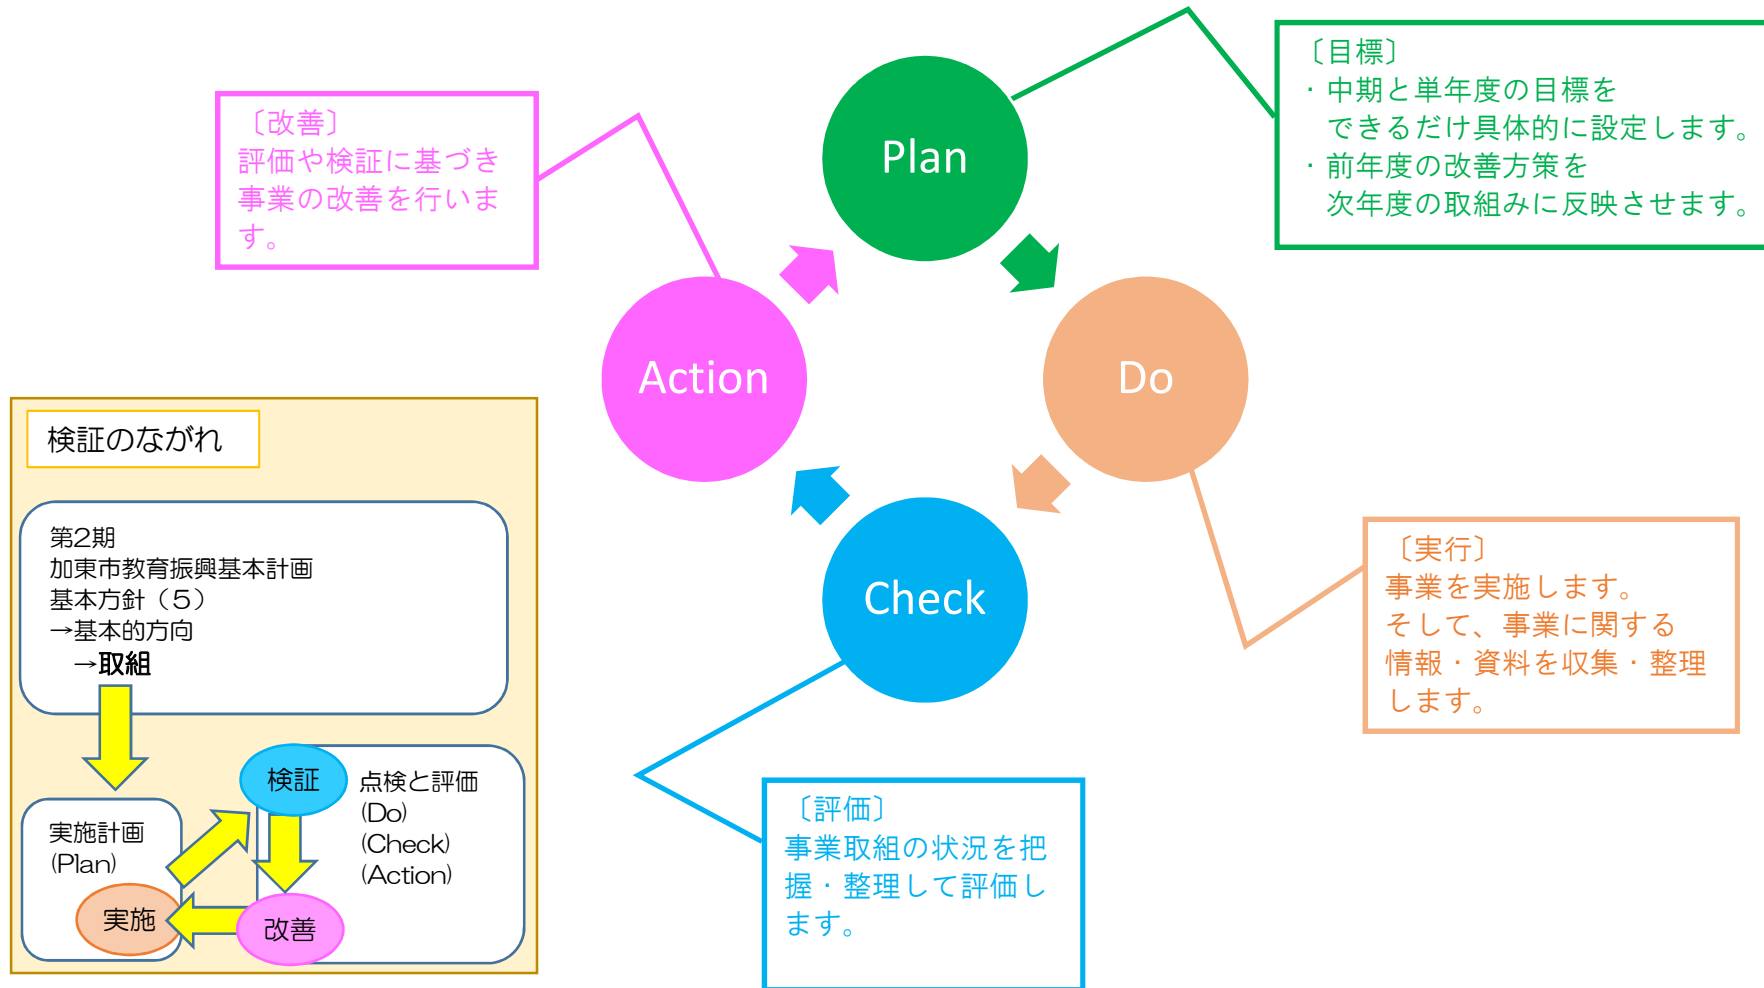 Plan
〔目標〕
・中期と単年度の目標を
できるだけ具体的に設定します。
・前年度の改善方策を
次年度の取組みに反映させます。
〔改善〕
評価や検証に基づき
事業の改善を行いま
す。
Action
Do
Check
〔実行〕
事業を実施します。
そして、事業に関する
情報・資料を収集・整理
します。
〔評価〕
事業取組の状況を把
握・整理して評価し
ます。
検証のながれ
第2期
加東市教育振興基本計画
基本方針（5）
→基本的方向
→取組
実施計画
(Plan)
実施
検証
改善
点検と評価
(Do)
(Check)
(Action)